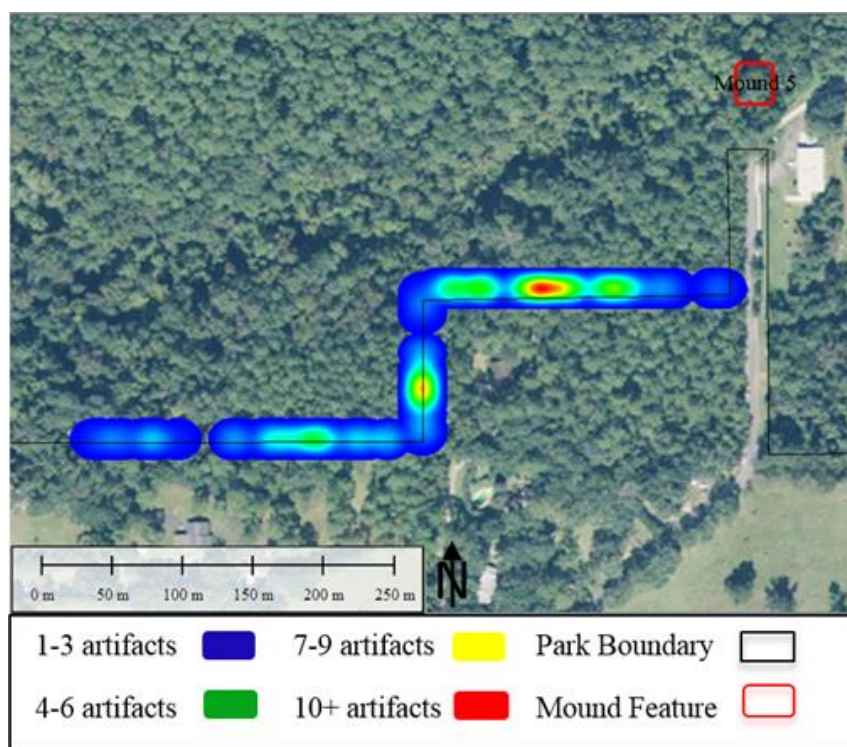 Mound 5
0 m 50 m 100 m 150 m 200 m 250 m
N
1-3 artifacts 7-9 artifacts Park Boundary
4-6 artifacts 10+ artifacts Mound Feature